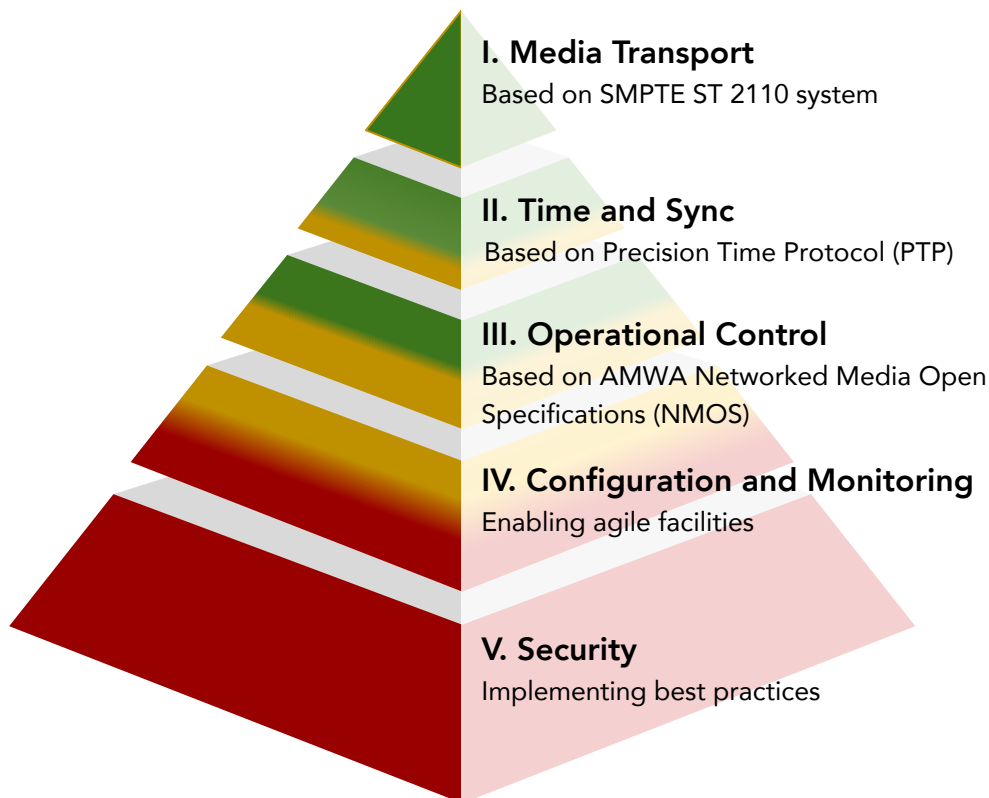 I. Media Transport
Based on SMPTE ST 2110 system
II. Time and Sync
Based on Precision Time Protocol (PTP)
III. Operational Control
Based on AMWA Networked Media Open
Specifications (NMOS)
IV. Configuration and Monitoring
Enabling agile facilities
V. Security
Implementing best practices